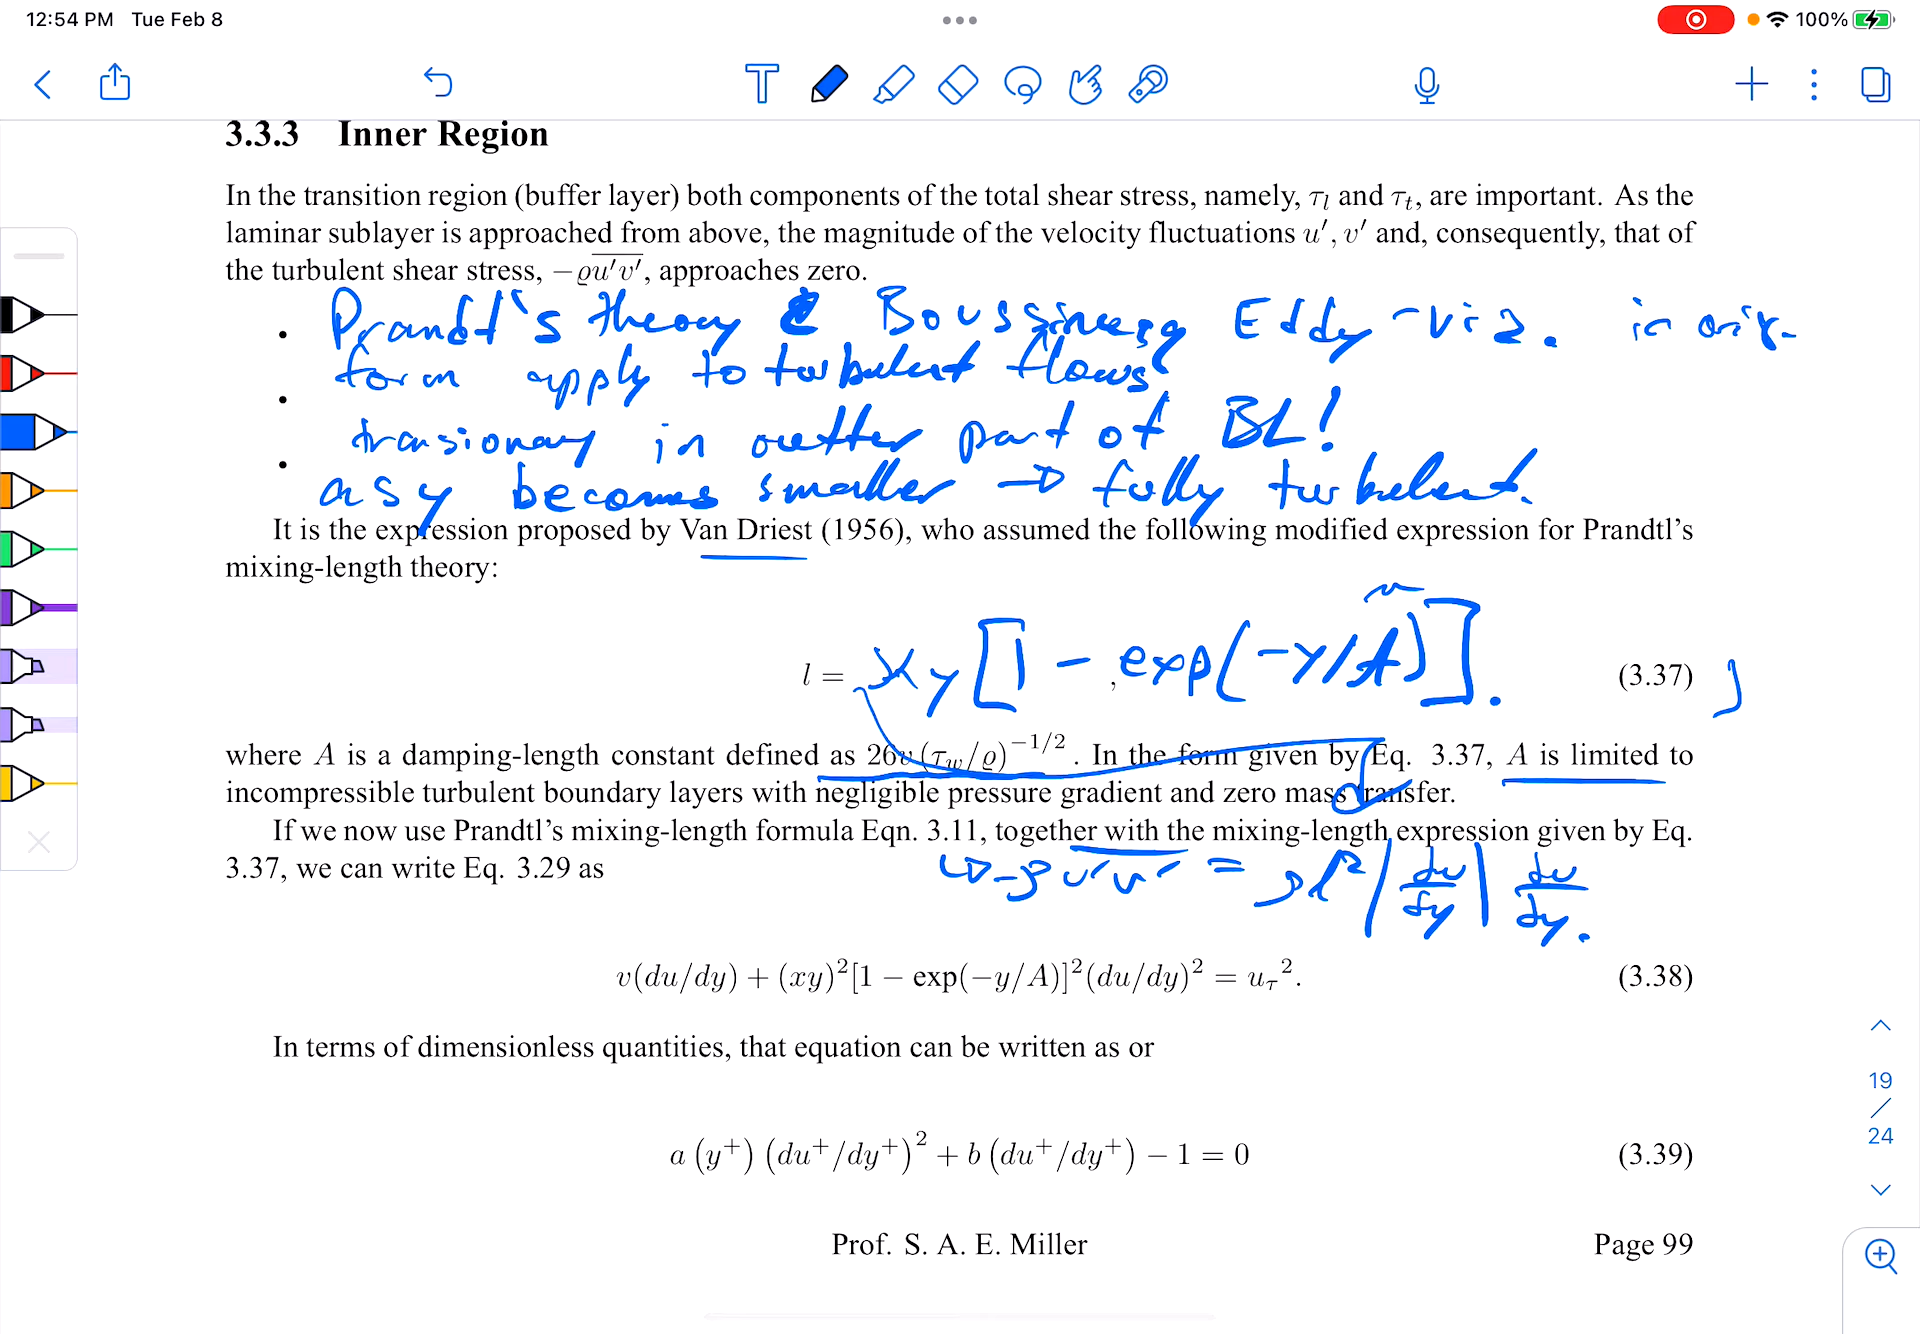 12:54 PM Tue Feb 8
100%
3.3.3 Inner Region
In the transition region (buffer layer) both components of the total shear stress, namely, τ_l and τ_t, are important. As the
laminar sublayer is approached from above, the magnitude of the velocity fluctuations u′, v′ and, consequently, that of
the turbulent shear stress, −ϱu′v′, approaches zero.
• Prandt's theory & Boussinesq Eddy-Vis. in orig.
form apply to turbulent flows
• transionary in outter part of BL!
• as y becomes smaller → fully turbulent.
It is the expression proposed by Van Driest (1956), who assumed the following modified expression for Prandtl’s
mixing-length theory:
l = xy[1 − exp(−y/A)]. , (3.37)
where A is a damping-length constant defined as 26v(τ_w/ϱ)^{−1/2}. In the form given by Eq. 3.37, A is limited to
incompressible turbulent boundary layers with negligible pressure gradient and zero mass transfer.
If we now use Prandtl’s mixing-length formula Eqn. 3.11, together with the mixing-length expression given by Eq.
3.37, we can write Eq. 3.29 as
−ρu′v′ = ρl²|du/dy| du/dy.
v(du/dy) + (xy)²[1 − exp(−y/A)]²(du/dy)² = u_τ². (3.38)
In terms of dimensionless quantities, that equation can be written as or
a (y⁺) (du⁺/dy⁺)² + b (du⁺/dy⁺) − 1 = 0 (3.39)
Prof. S. A. E. Miller Page 99
19
/
24